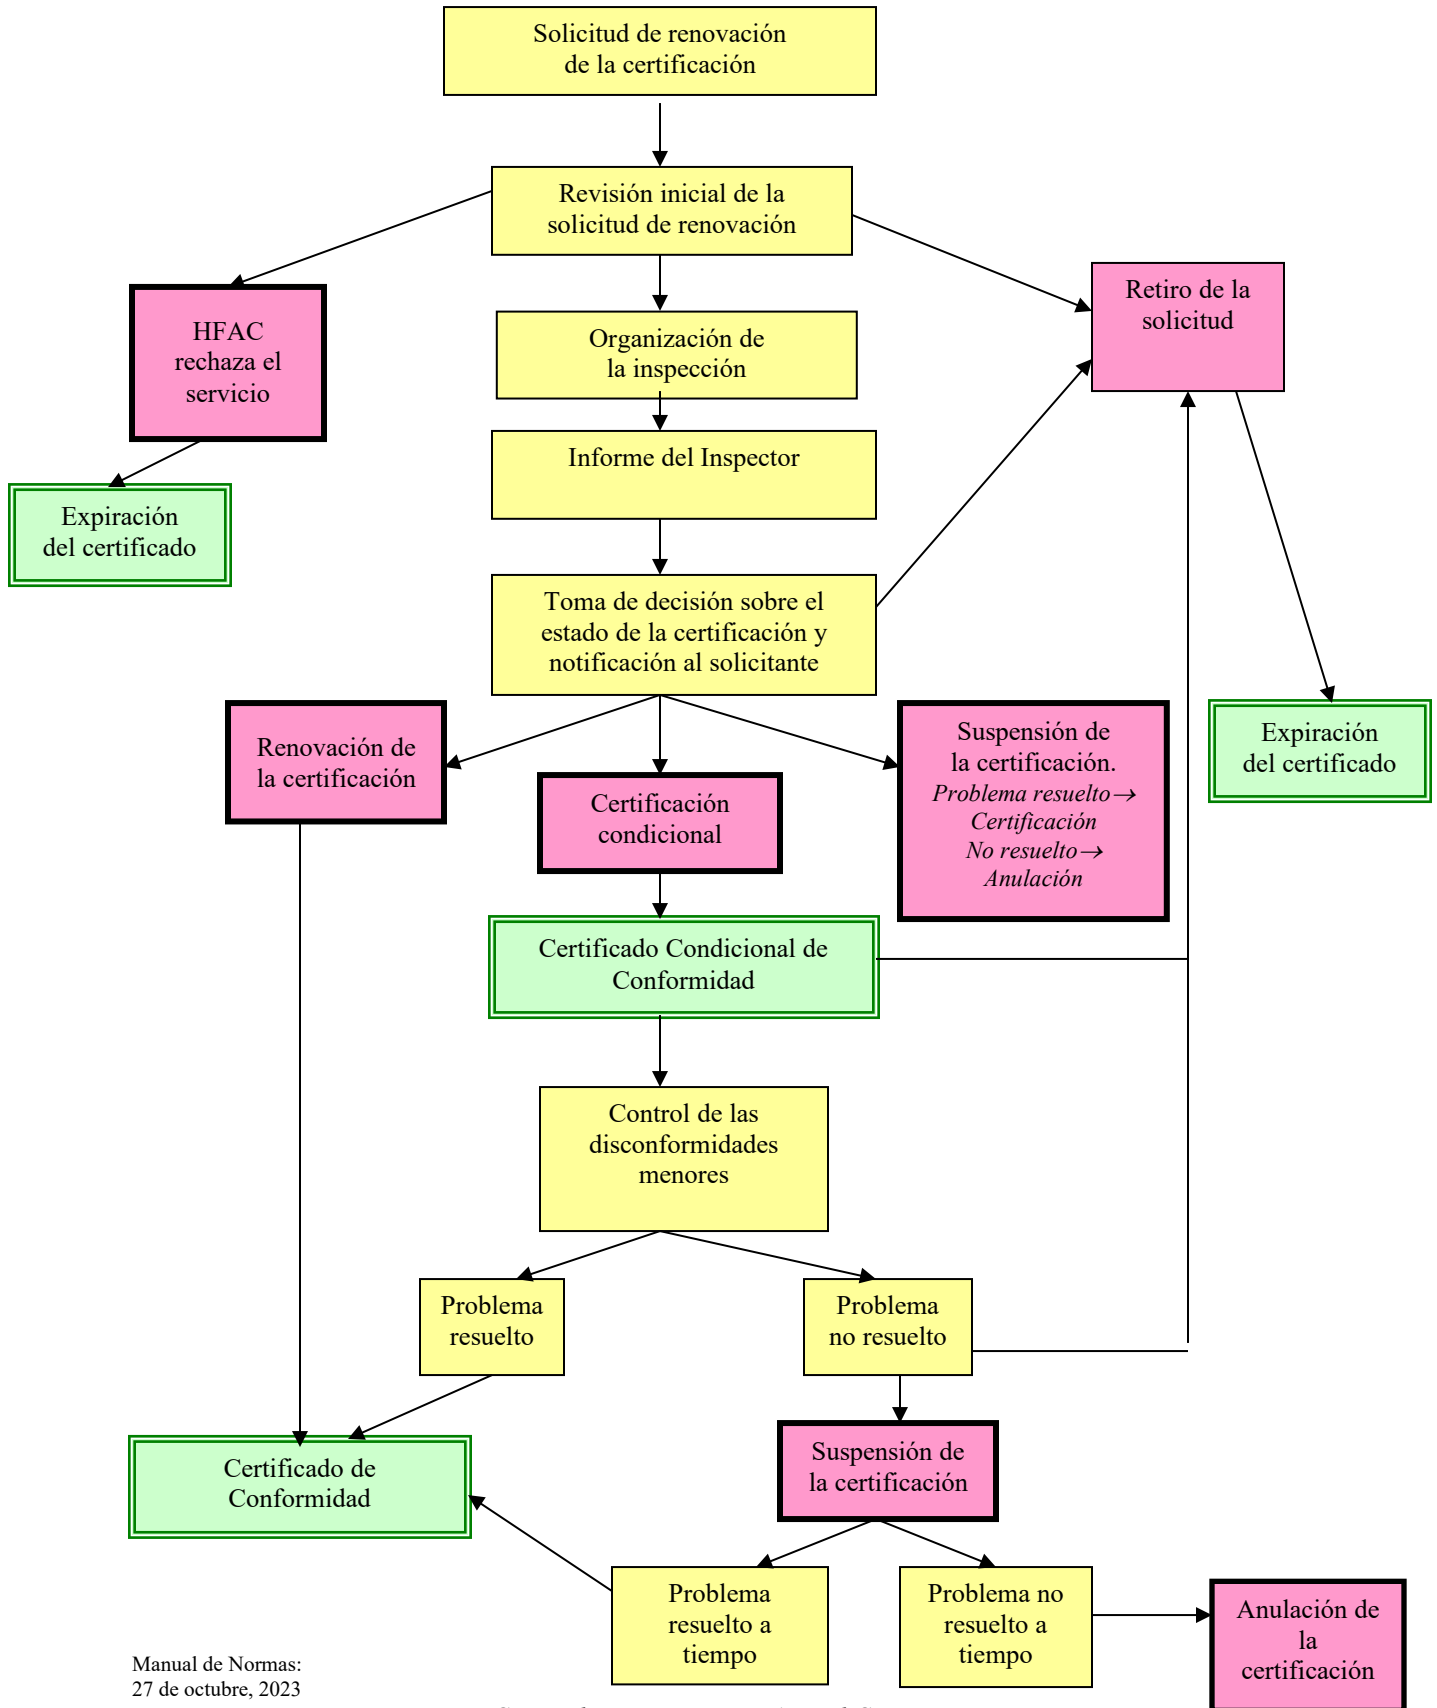 Solicitud de renovación
de la certificación
Revisión inicial de la
solicitud de renovación
Retiro de la
solicitud
HFAC
rechaza el
servicio
Organización de
la inspección
Informe del Inspector
Expiración
del certificado
Toma de decisión sobre el
estado de la certificación y
notificación al solicitante
Renovación de
la certificación
Certificación
condicional
Suspensión de
la certificación.
Problema resuelto→
Certificación
No resuelto→
Anulación
Expiración
del certificado
Certificado Condicional de
Conformidad
Control de las
disconformidades
menores
Problema
resuelto
Problema
no resuelto
Certificado de
Conformidad
Suspensión de
la certificación
Problema
resuelto a
tiempo
Problema no
resuelto a
tiempo
Anulación de
la
certificación
Manual de Normas:
27 de octubre, 2023